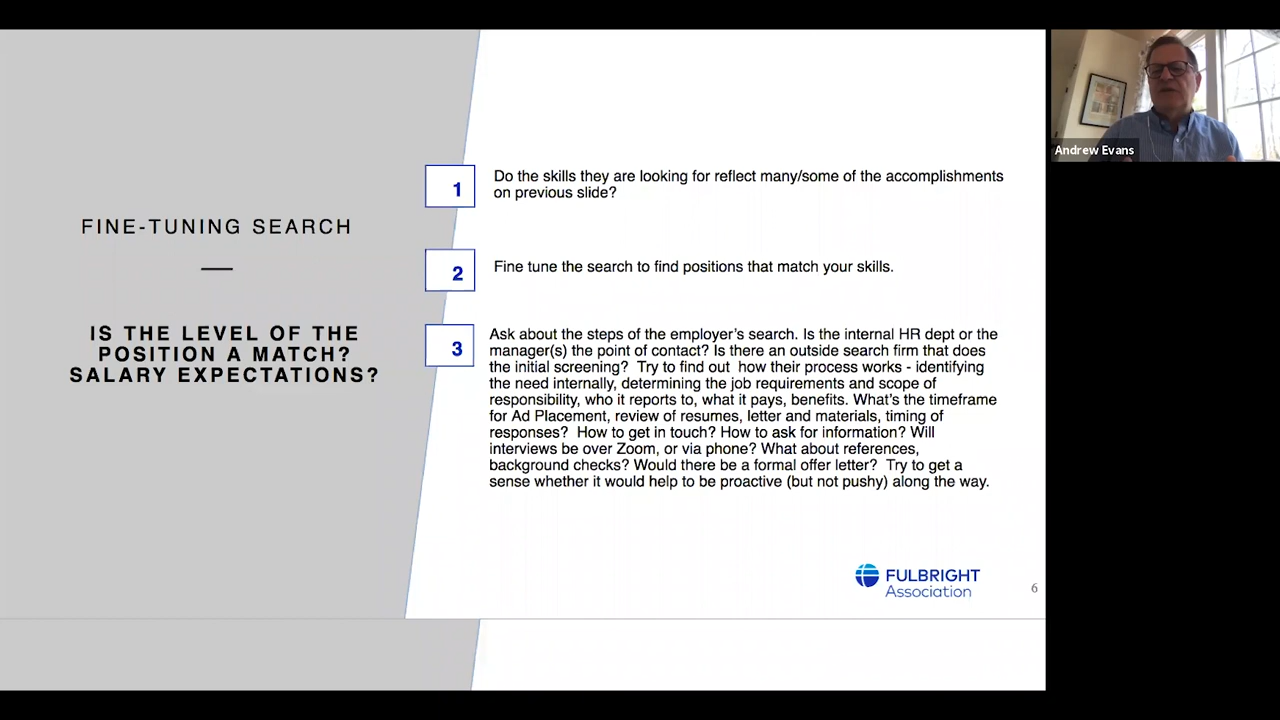 FINE-TUNING SEARCH
IS THE LEVEL OF THE
POSITION A MATCH?
SALARY EXPECTATIONS?
1
Do the skills they are looking for reflect many/some of the accomplishments
on previous slide?
2
Fine tune the search to find positions that match your skills.
3
Ask about the steps of the employer’s search. Is the internal HR dept or the
manager(s) the point of contact? Is there an outside search firm that does
the initial screening?  Try to find out  how their process works - identifying
the need internally, determining the job requirements and scope of
responsibility, who it reports to, what it pays, benefits. What’s the timeframe
for Ad Placement, review of resumes, letter and materials, timing of
responses?  How to get in touch? How to ask for information? Will
interviews be over Zoom, or via phone? What about references,
background checks? Would there be a formal offer letter?  Try to get a
sense whether it would help to be proactive (but not pushy) along the way.
FULBRIGHT
Association
6
Andrew Evans